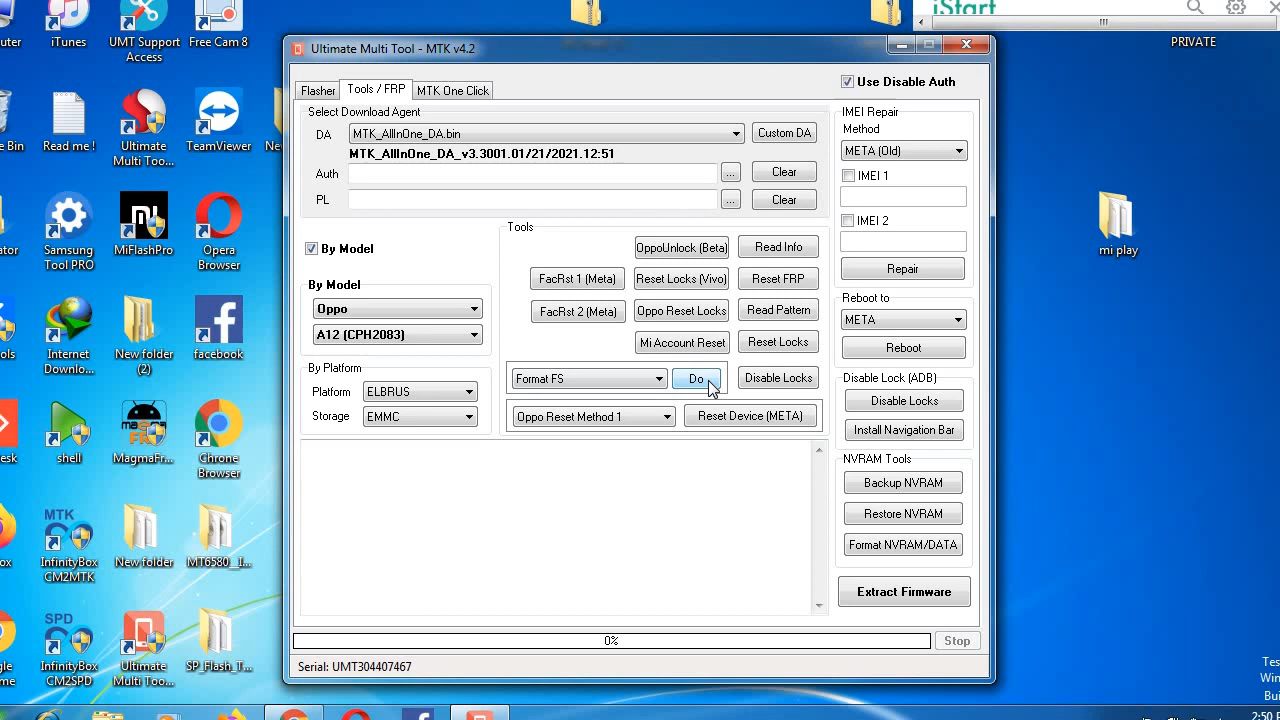 iTunes
UMT Support
Access
Free Cam 8
Read me !
Ultimate
Multi Too...
TeamViewer
Samsung
Tool PRO
MiFlashPro
Opera
Browser
Internet
Downlo...
New folder
(2)
facebook
shell
MagmaFr...
Chrome
Browser
MTK
InfinityBox
CM2MTK
New folder
MT6580__I...
SPD
InfinityBox
CM2SPD
Ultimate
Multi Too...
SP_Flash_T...
iStart
PRIVATE
mi play
Ultimate Multi Tool - MTK v4.2
Flasher
Tools / FRP
MTK One Click
Use Disable Auth
Select Download Agent
DA
MTK_AllInOne_DA.bin
Custom DA
MTK_AllInOne_DA_v3.3001.01/21/2021.12:51
Auth
...
Clear
PL
...
Clear
By Model
By Model
Oppo
A12 (CPH2083)
By Platform
Platform
ELBRUS
Storage
EMMC
Tools
OppoUnlock (Beta)
Read Info
FacRst 1 (Meta)
Reset Locks (Vivo)
Reset FRP
FacRst 2 (Meta)
Oppo Reset Locks
Read Pattern
Mi Account Reset
Reset Locks
Format FS
Do
Disable Locks
Oppo Reset Method 1
Reset Device (META)
IMEI Repair
Method
META (Old)
IMEI 1
IMEI 2
Repair
Reboot to
META
Reboot
Disable Lock (ADB)
Disable Locks
Install Navigation Bar
NVRAM Tools
Backup NVRAM
Restore NVRAM
Format NVRAM/DATA
Extract Firmware
0%
Stop
Serial: UMT304407467
2:50